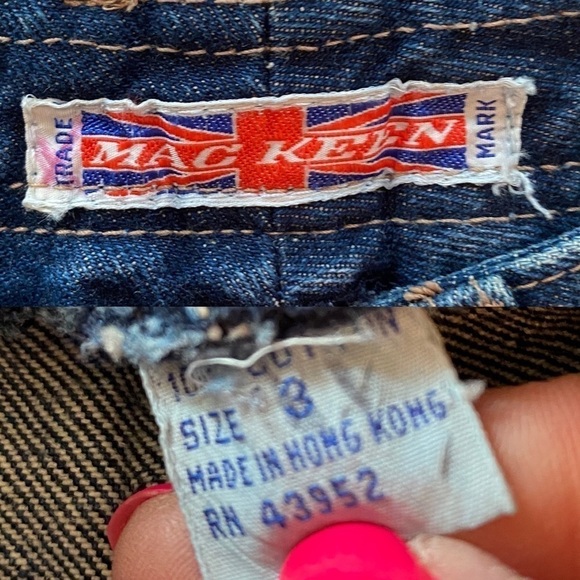 TRADE
MAC KEEN
MARK
SIZE 3
MADE IN HONG KONG
RN 43952